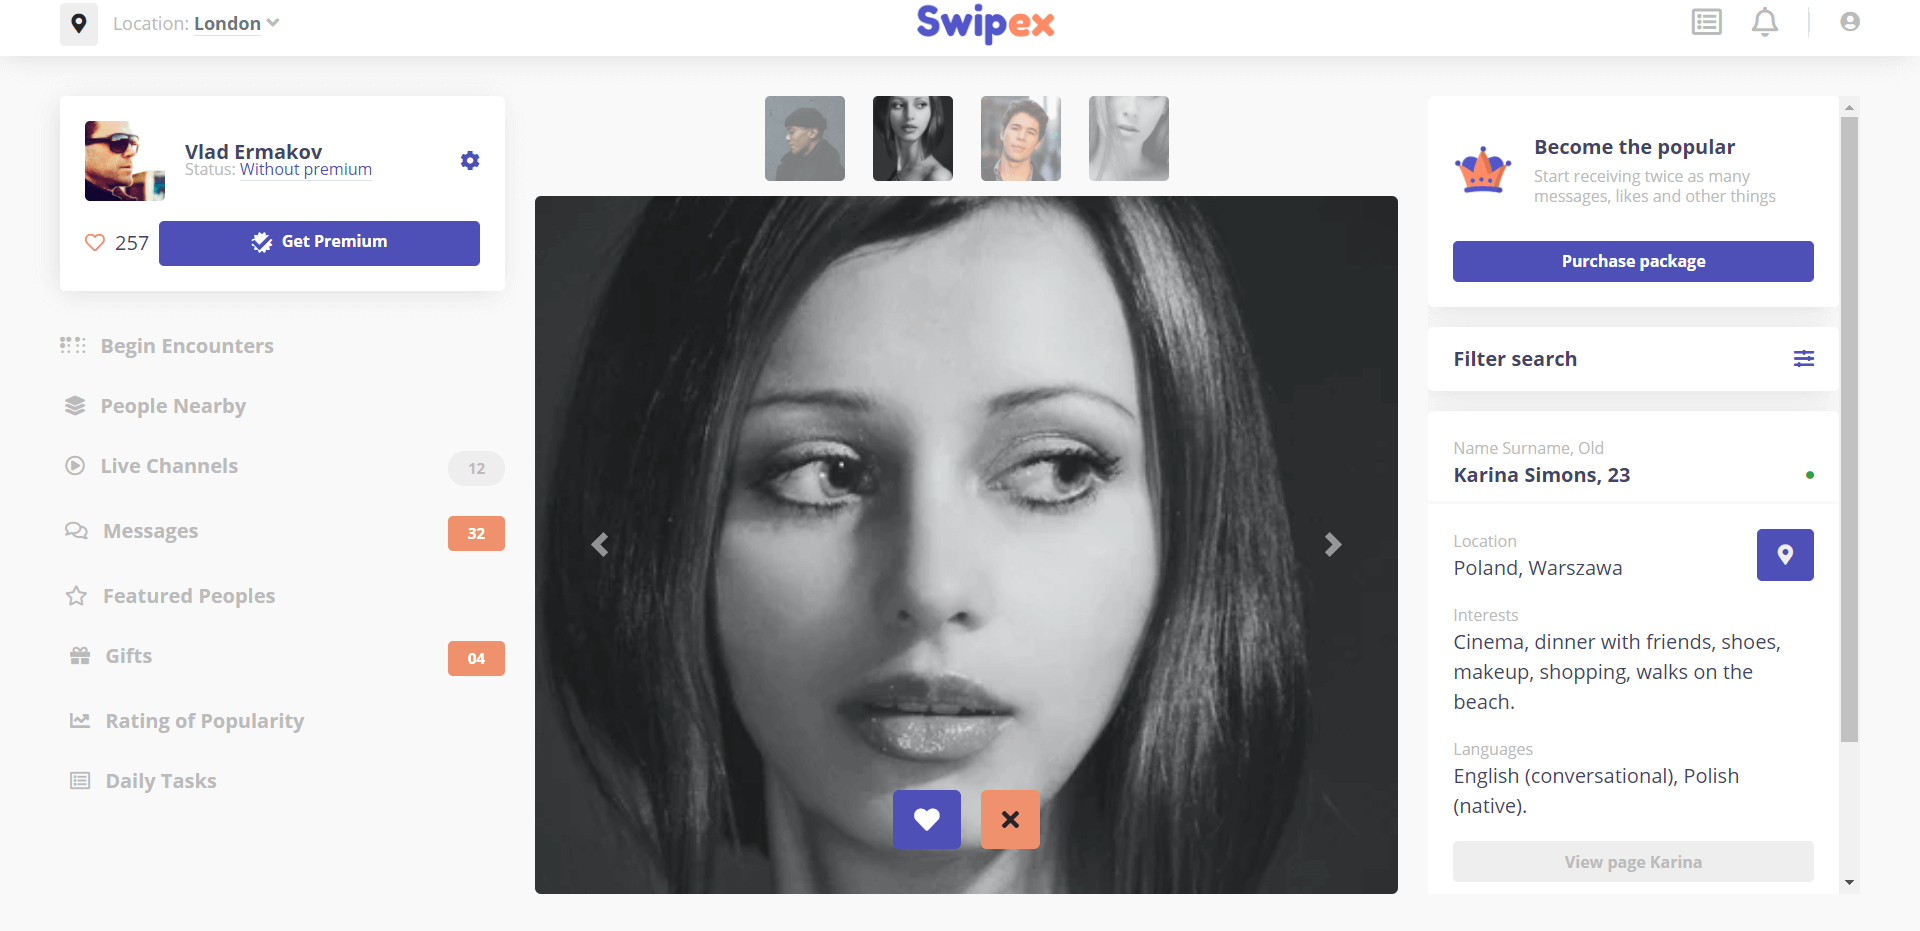 Location: London
Swipex
Vlad Ermakov
Status: Without premium
257
Get Premium
Begin Encounters
People Nearby
Live Channels
12
Messages
32
Featured Peoples
Gifts
04
Rating of Popularity
Daily Tasks
Become the popular
Start receiving twice as many
messages, likes and other things
Purchase package
Filter search
Name Surname, Old
Karina Simons, 23
Location
Poland, Warszawa
Interests
Cinema, dinner with friends, shoes,
makeup, shopping, walks on the
beach.
Languages
English (conversational), Polish
(native).
View page Karina